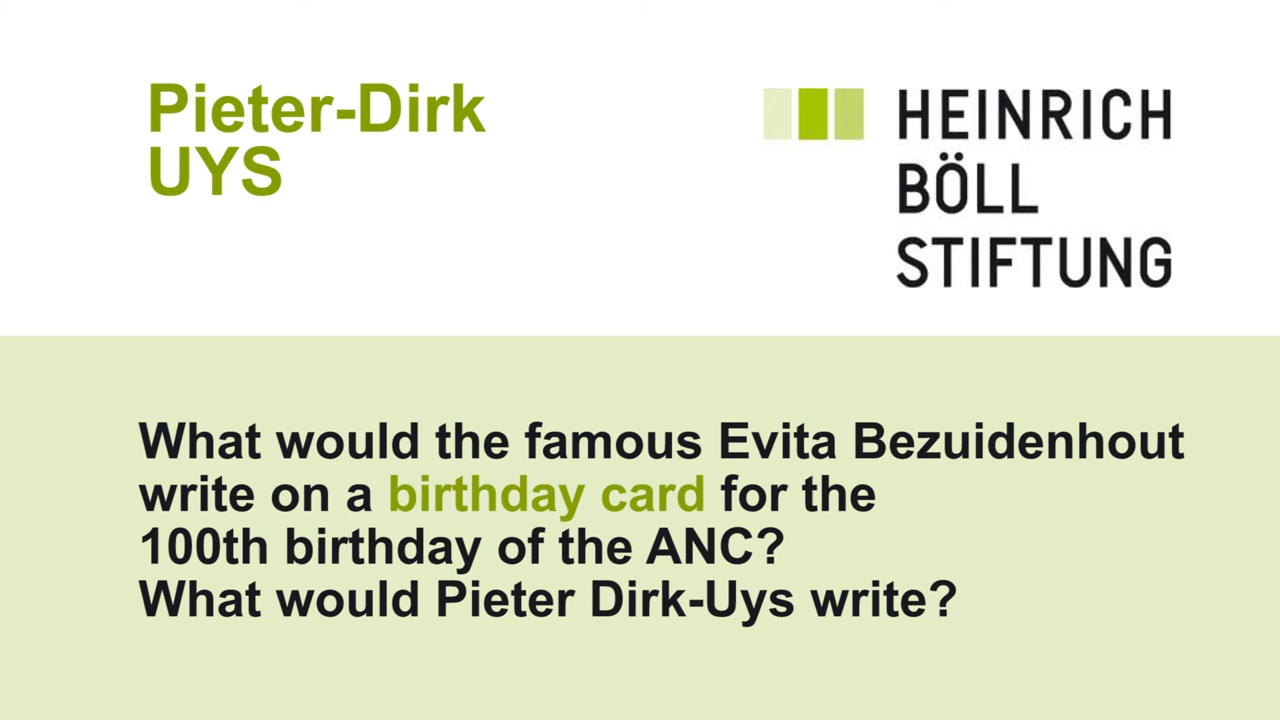 Pieter-Dirk
UYS
HEINRICH
BÖLL
STIFTUNG
What would the famous Evita Bezuidenhout
write on a birthday card for the
100th birthday of the ANC?
What would Pieter Dirk-Uys write?